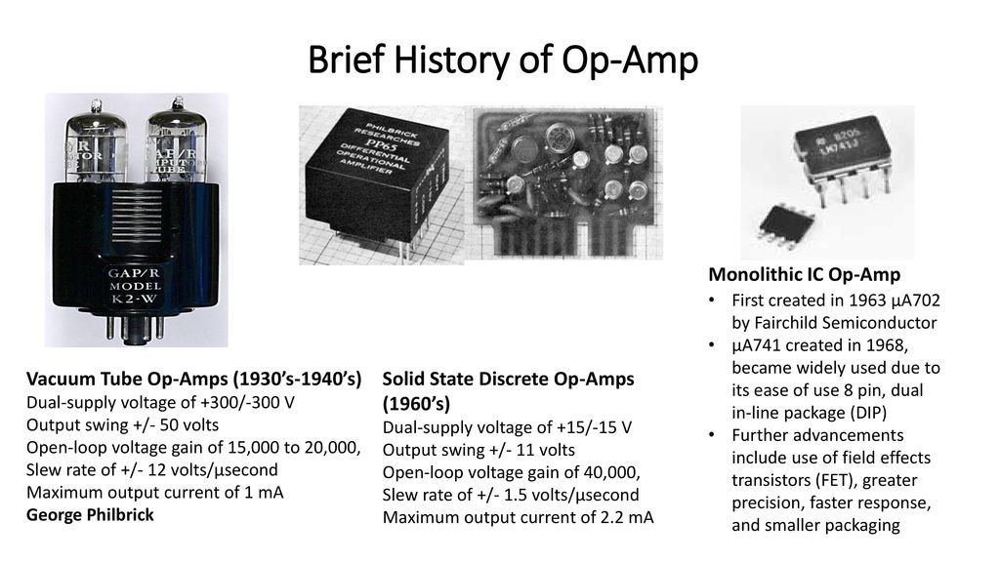 Brief History of Op-Amp
GAP/R
MODEL
K2-W
PHILBRICK
RESEARCHES
PP65
DIFFERENTIAL
OPERATIONAL
AMPLIFIER
Vacuum Tube Op-Amps (1930’s-1940’s)
Dual-supply voltage of +300/-300 V
Output swing +/- 50 volts
Open-loop voltage gain of 15,000 to 20,000,
Slew rate of +/- 12 volts/µsecond
Maximum output current of 1 mA
George Philbrick
Solid State Discrete Op-Amps
(1960’s)
Dual-supply voltage of +15/-15 V
Output swing +/- 11 volts
Open-loop voltage gain of 40,000,
Slew rate of +/- 1.5 volts/µsecond
Maximum output current of 2.2 mA
Monolithic IC Op-Amp
• First created in 1963 µA702
by Fairchild Semiconductor
• µA741 created in 1968,
became widely used due to
its ease of use 8 pin, dual
in-line package (DIP)
• Further advancements
include use of field effects
transistors (FET), greater
precision, faster response,
and smaller packaging